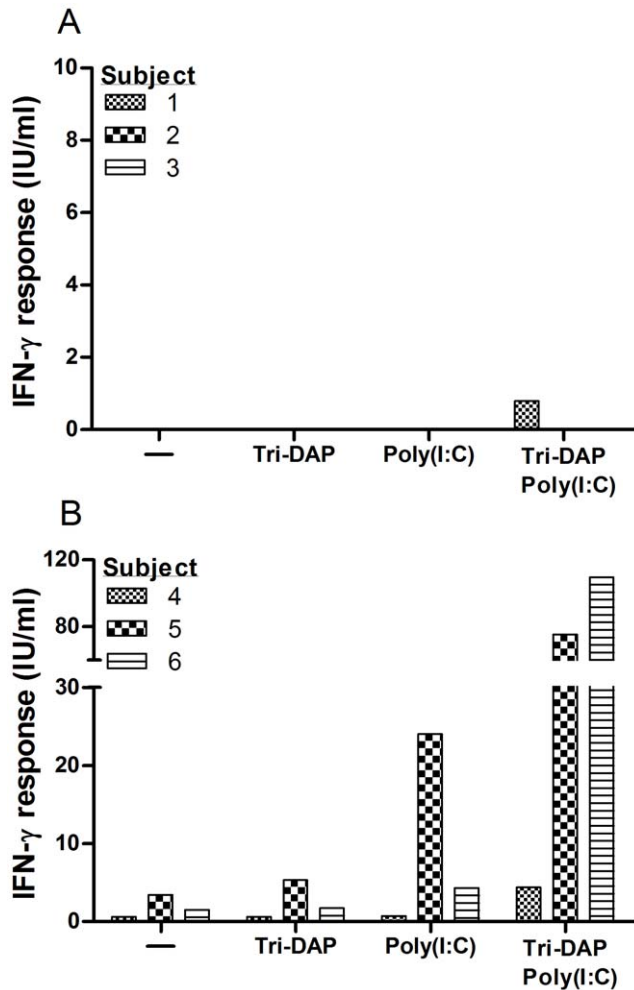 A
IFN-γ response (IU/ml)
10
8
6
4
2
0
Subject
1
2
3
— Tri-DAP Poly(I:C) Tri-DAP
Poly(I:C)
B
IFN-γ response (IU/ml)
120
80
30
20
10
0
Subject
4
5
6
— Tri-DAP Poly(I:C) Tri-DAP
Poly(I:C)